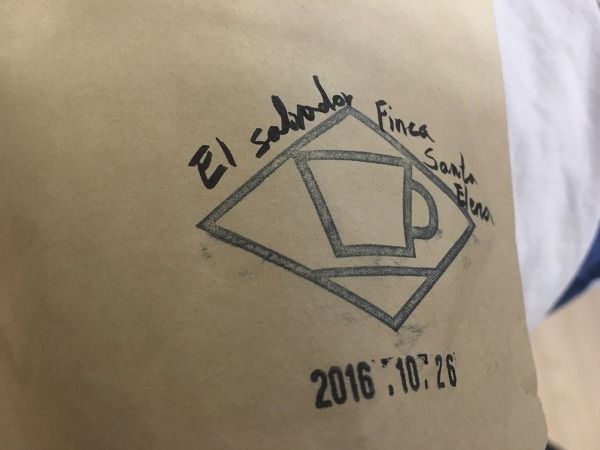 El salvador
Finca
Santa
Elena
2016.10.26